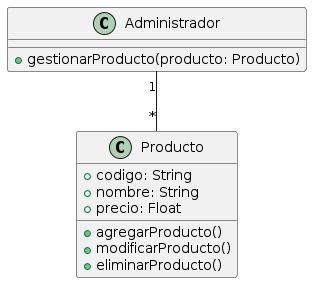 C Administrador
gestionarProducto(producto: Producto)
1
*
C Producto
codigo: String
nombre: String
precio: Float
agregarProducto()
modificarProducto()
eliminarProducto()